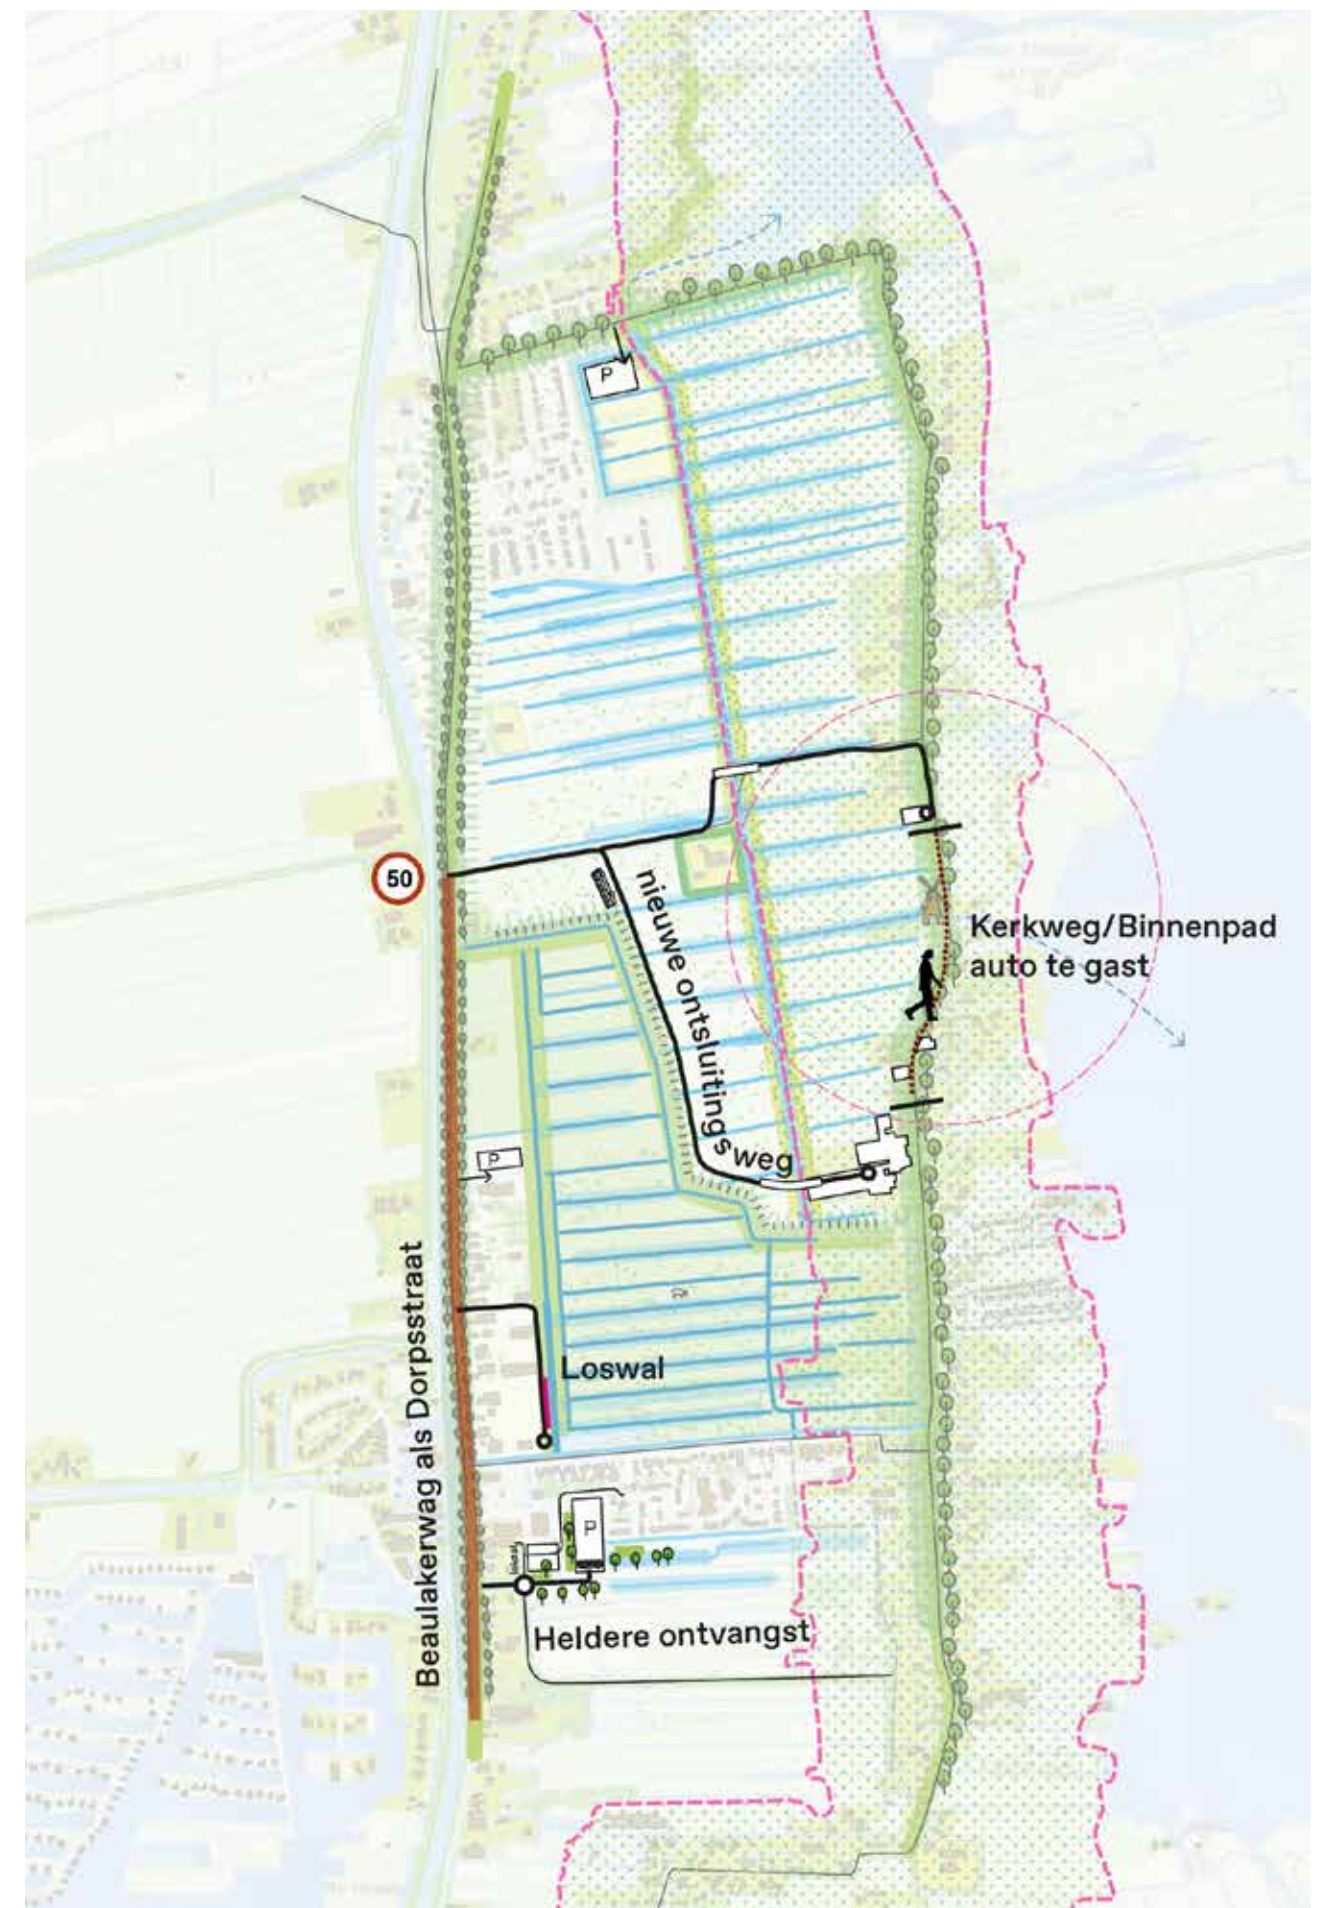 P
50
nieuwe ontsluitingsweg
Kerkweg/Binnenpad
auto te gast
P
Beaulakerwag als Dorpsstraat
Loswal
P
Heldere ontvangst